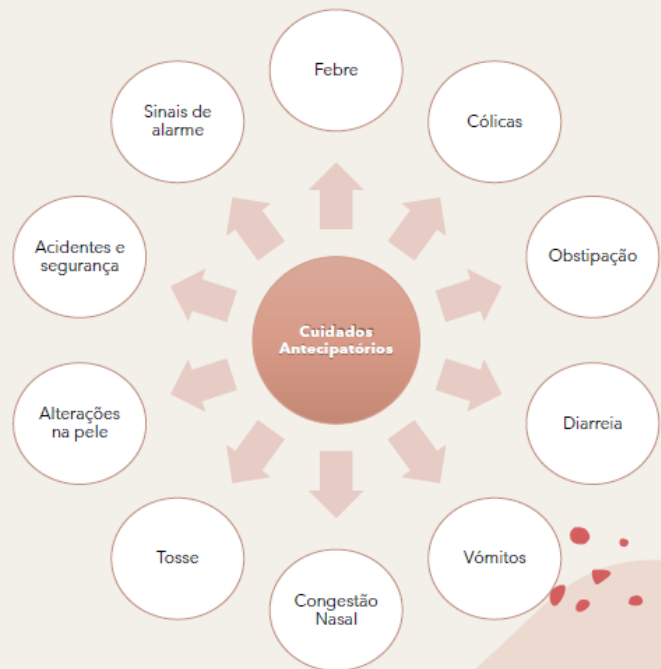 Febre
Cólicas
Obstipação
Diarreia
Vómitos
Congestão
Nasal
Tosse
Alterações
na pele
Acidentes e
segurança
Sinais de
alarme
Cuidados
Antecipatórios